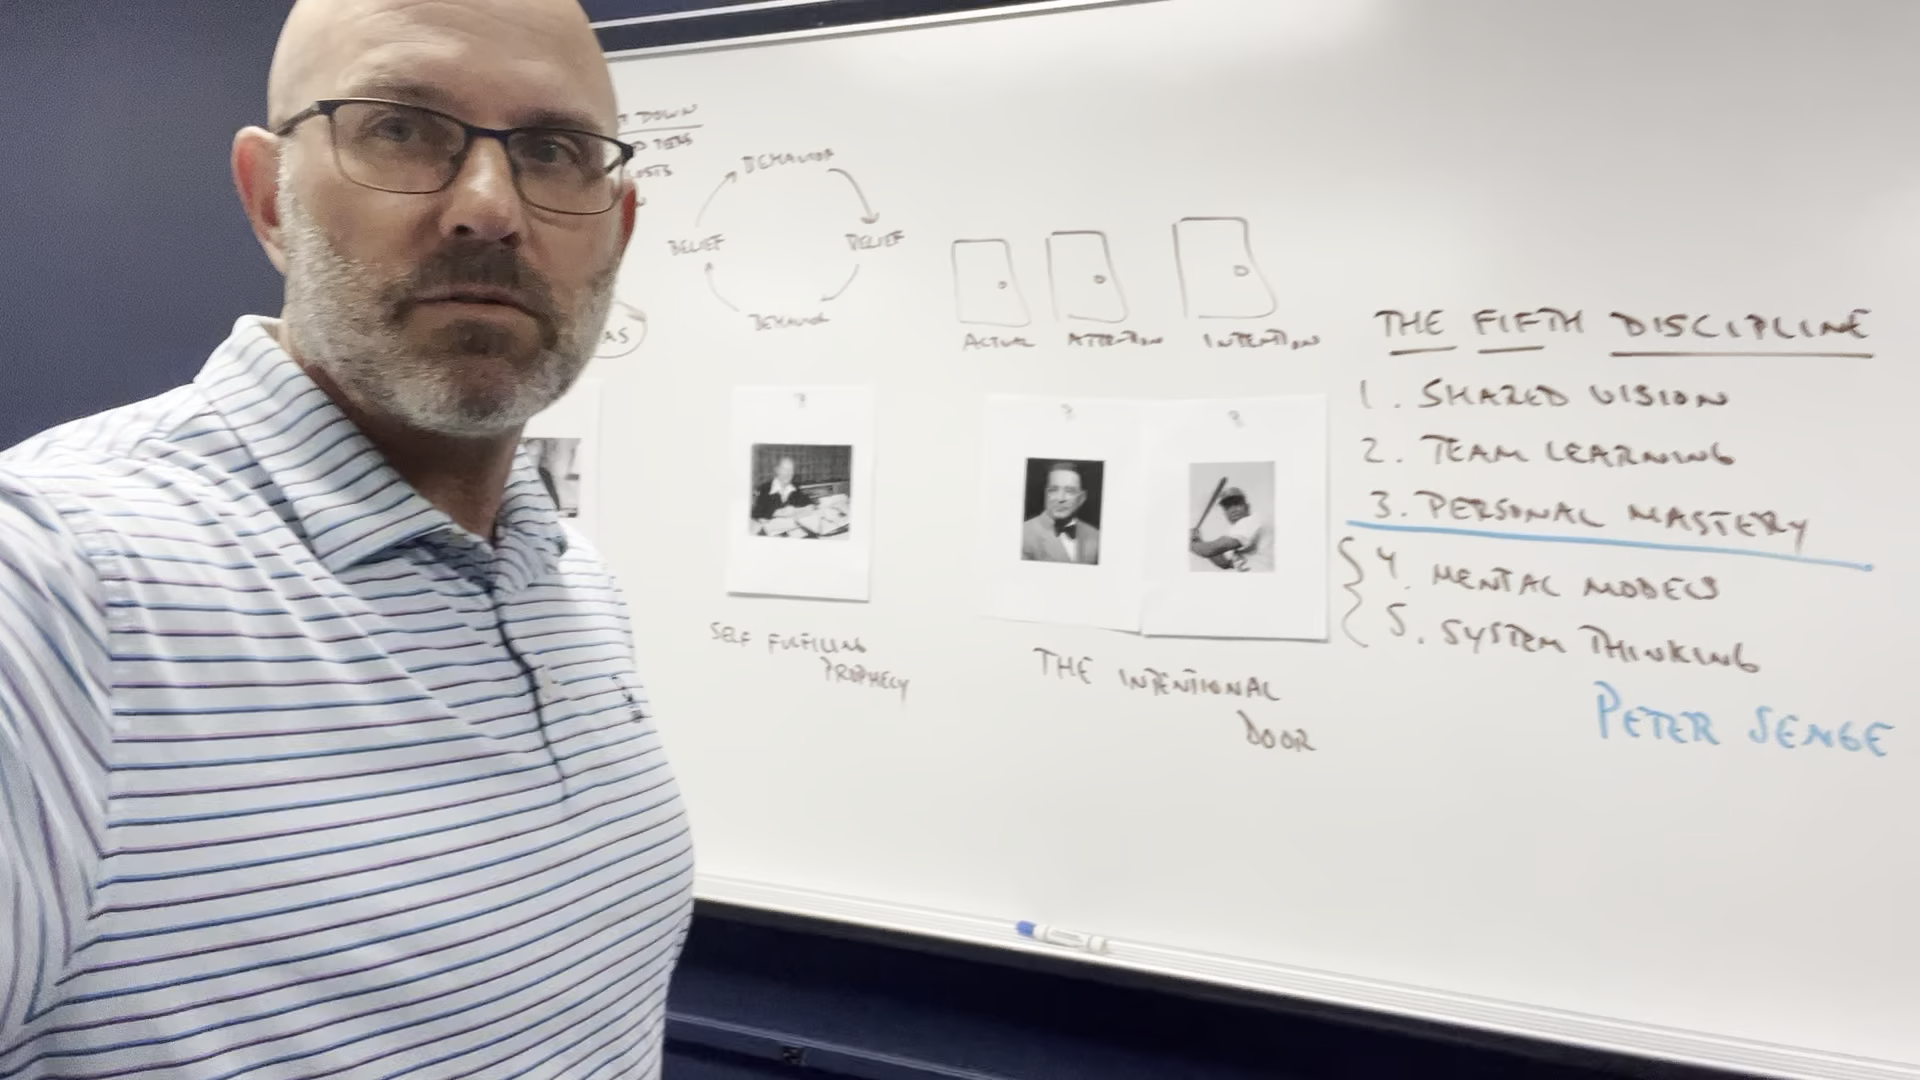 DOWN
BEHAVIOR
BELIEF
BELIEF
BEHAVIOR
ACTUAL
ATTENTION
INTENTION
SELF FULFILLING
PROPHECY
THE INTENTIONAL
DOOR
THE FIFTH DISCIPLINE
1. SHARED VISION
2. TEAM LEARNING
3. PERSONAL MASTERY
4. MENTAL MODELS
5. SYSTEM THINKING
PETER SENGE